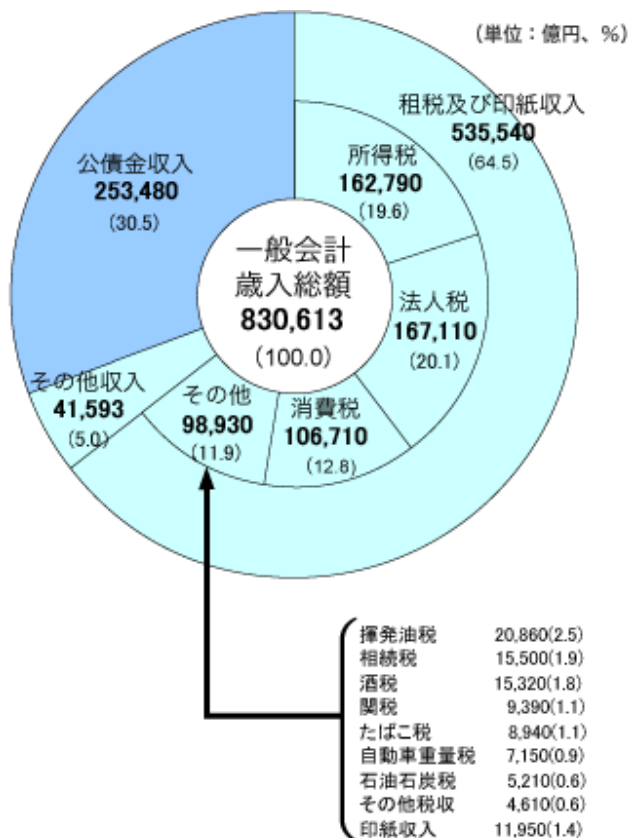 (単位：億円、％)
租税及び印紙収入
535,540
(64.5)
所得税
162,790
(19.6)
公債金収入
253,480
(30.5)
一般会計
歳入総額
830,613
(100.0)
法人税
167,110
(20.1)
その他収入
41,593
(5.0)
その他
98,930
(11.9)
消費税
106,710
(12.8)
揮発油税 20,860(2.5)
相続税 15,500(1.9)
酒税 15,320(1.8)
関税 9,390(1.1)
たばこ税 8,940(1.1)
自動車重量税 7,150(0.9)
石油石炭税 5,210(0.6)
その他税収 4,610(0.6)
印紙収入 11,950(1.4)